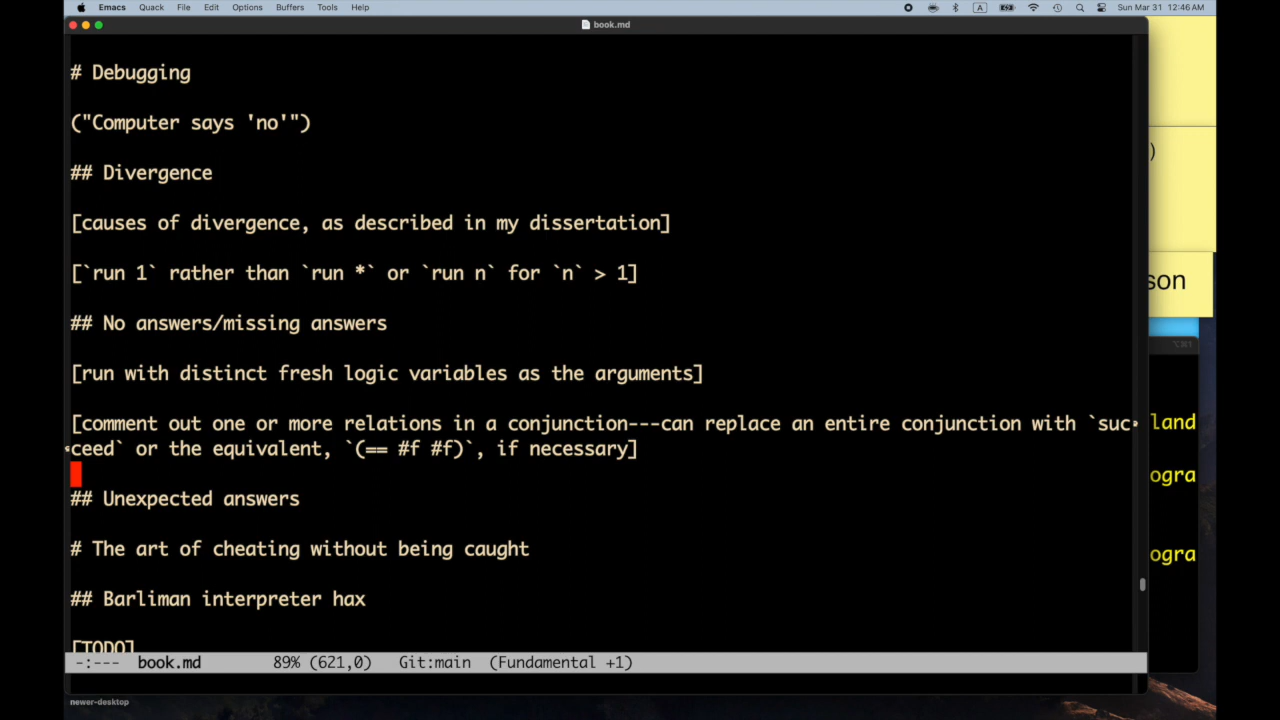 Emacs Quack File Edit Options Buffers Tools Help A Sun Mar 31 12:46 AM
book.md
# Debugging
("Computer says 'no'")
## Divergence
[causes of divergence, as described in my dissertation]
[`run 1` rather than `run *` or `run n` for `n` > 1]
## No answers/missing answers
[run with distinct fresh logic variables as the arguments]
[comment out one or more relations in a conjunction---can replace an entire conjunction with `suc
ceed` or the equivalent, `(== #f #f)`, if necessary]
## Unexpected answers
# The art of cheating without being caught
## Barliman interpreter hax
[TODO]
-:--- book.md 89% (621,0) Git:main (Fundamental +1)
)
son
⌥⌘1
land
ogra
ogra
newer-desktop